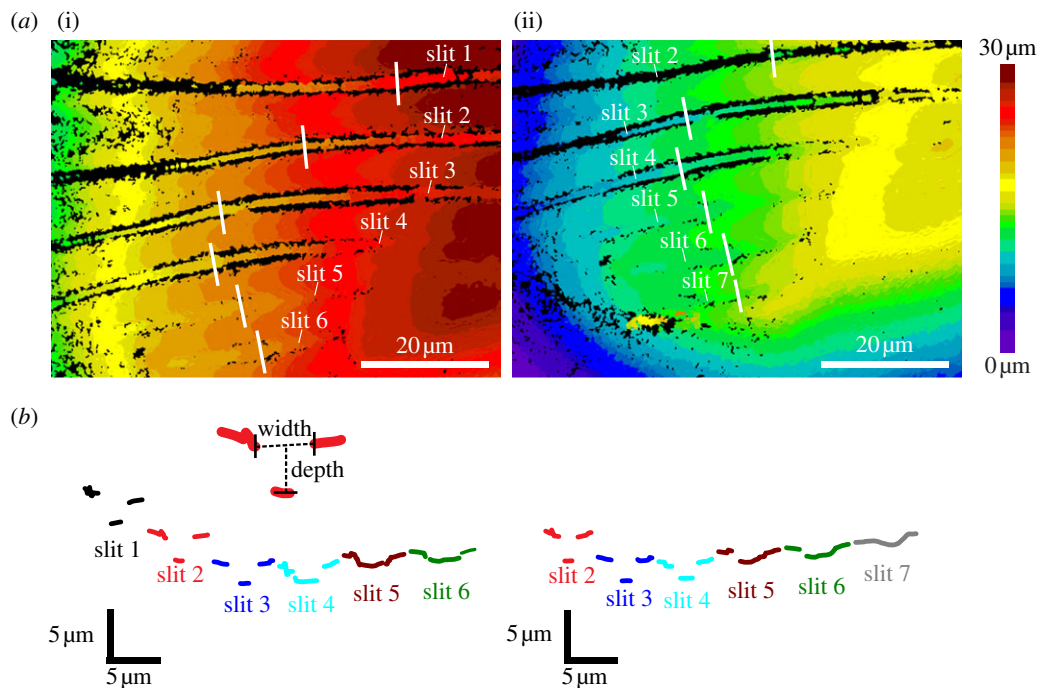 (a) (i)
slit 1
slit 2
slit 3
slit 4
slit 5
slit 6
20 µm
(ii)
slit 2
slit 3
slit 4
slit 5
slit 6
slit 7
20 µm
30 µm
0 µm
(b)
width
depth
slit 1
slit 2
slit 3
slit 4
slit 5
slit 6
5 µm
5 µm
slit 2
slit 3
slit 4
slit 5
slit 6
slit 7
5 µm
5 µm